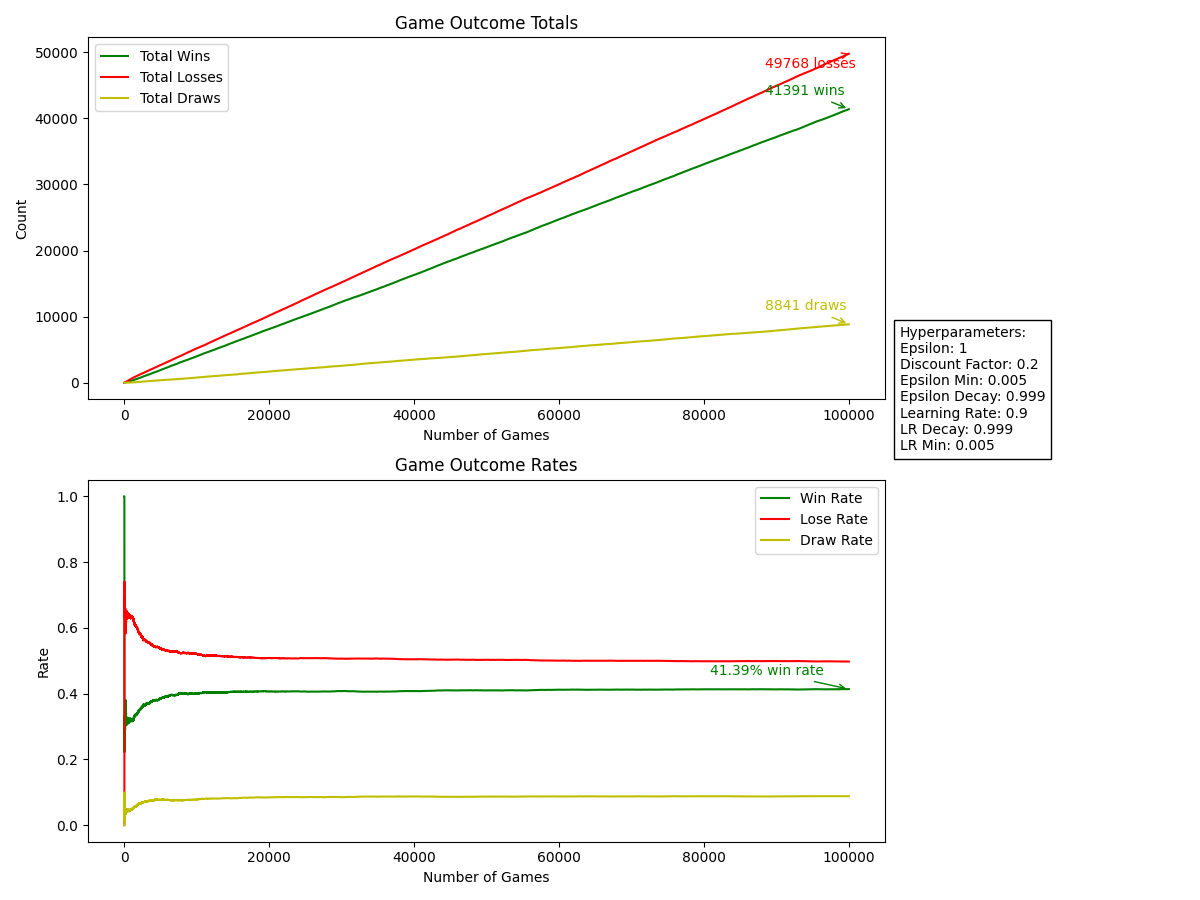 Game Outcome Totals
Total Wins
Total Losses
Total Draws
49768 losses
41391 wins
8841 draws
50000
40000
30000
20000
10000
0
Count
0
20000
40000
60000
80000
100000
Number of Games
Hyperparameters:
Epsilon: 1
Discount Factor: 0.2
Epsilon Min: 0.005
Epsilon Decay: 0.999
Learning Rate: 0.9
LR Decay: 0.999
LR Min: 0.005
Game Outcome Rates
Win Rate
Lose Rate
Draw Rate
41.39% win rate
1.0
0.8
0.6
0.4
0.2
0.0
Rate
0
20000
40000
60000
80000
100000
Number of Games